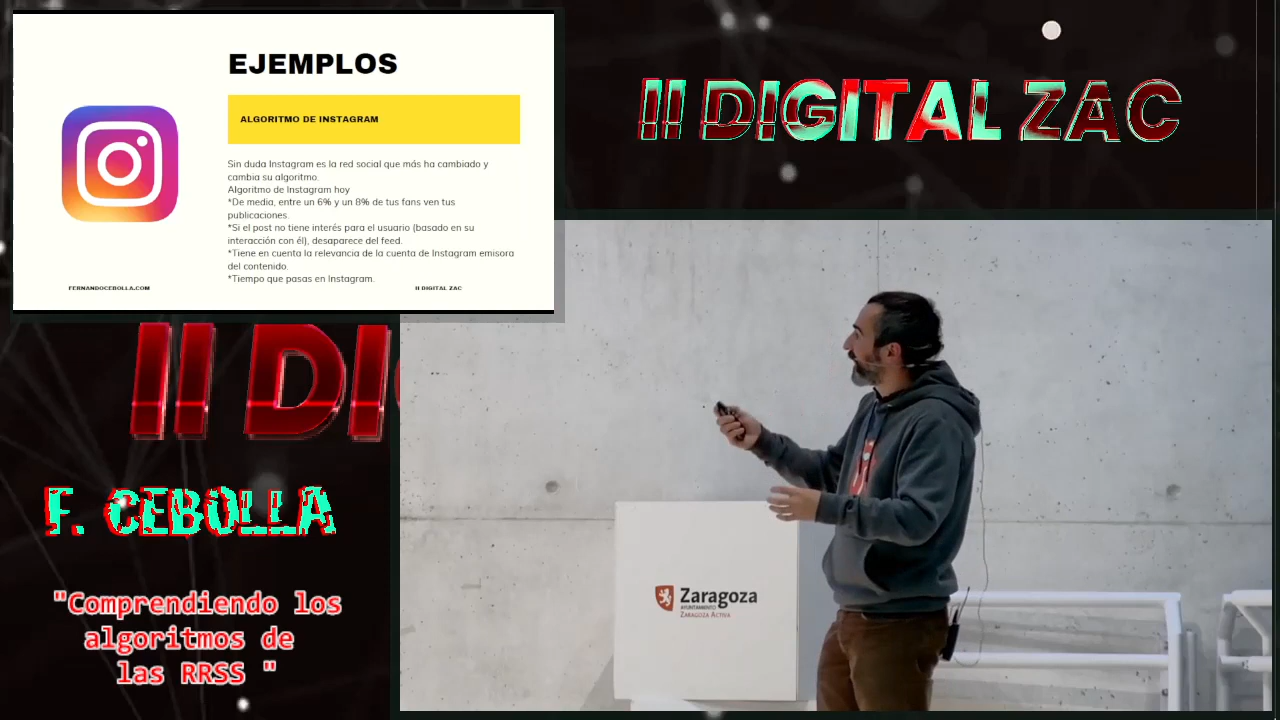 EJEMPLOS
ALGORITMO DE INSTAGRAM
Sin duda Instagram es la red social que más ha cambiado y
cambia su algoritmo.
Algoritmo de Instagram hoy
*De media, entre un 6% y un 8% de tus fans ven tus
publicaciones.
*Si el post no tiene interés para el usuario (basado en su
interacción con él), desaparece del feed.
*Tiene en cuenta la relevancia de la cuenta de Instagram emisora
del contenido.
*Tiempo que pasas en Instagram.
FERNANDOCEBOLLA.COM
II DIGITAL ZAC
II DIGITAL ZAC
II DI
F. CEBOLLA
"Comprendiendo los
algoritmos de
las RRSS "
Zaragoza
AYUNTAMIENTO
ZARAGOZA ACTIVA